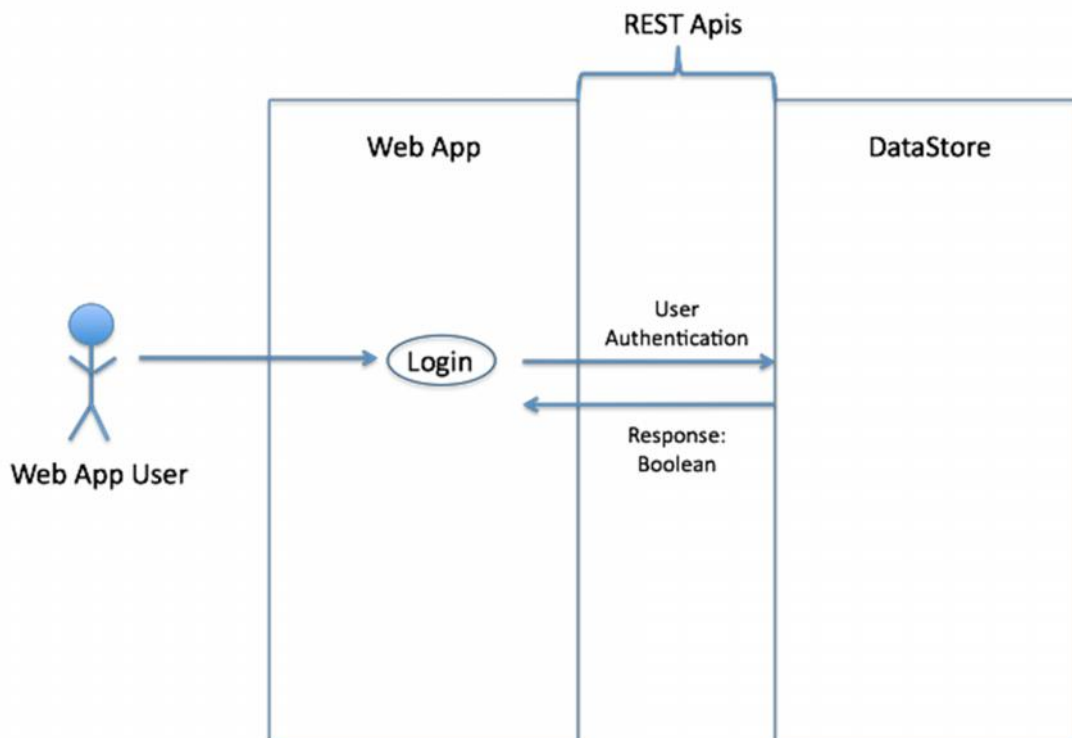 REST Apis
Web App
DataStore
User
Authentication
Login
Response:
Boolean
Web App User